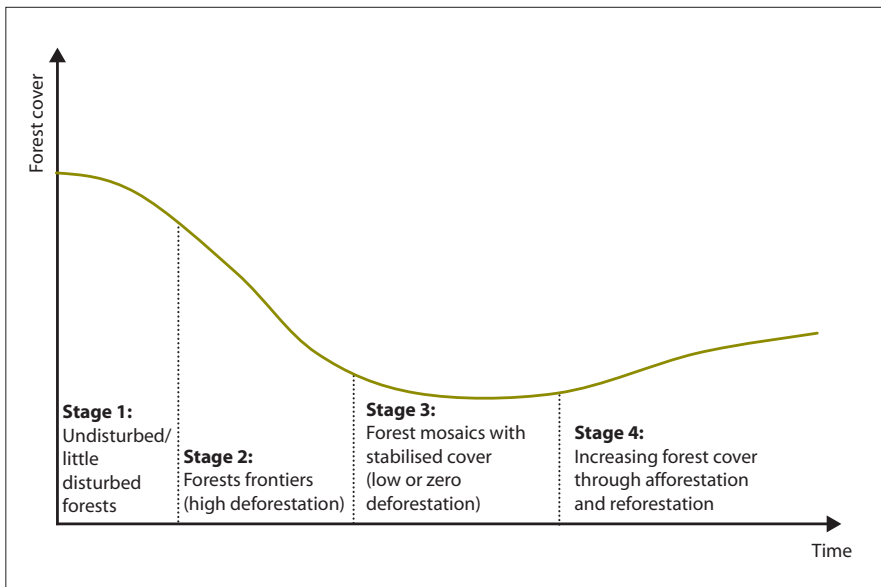 Forest cover
Stage 1:
Undisturbed/
little
disturbed
forests
Stage 2:
Forests frontiers
(high deforestation)
Stage 3:
Forest mosaics with
stabilised cover
(low or zero
deforestation)
Stage 4:
Increasing forest cover
through afforestation
and reforestation
Time